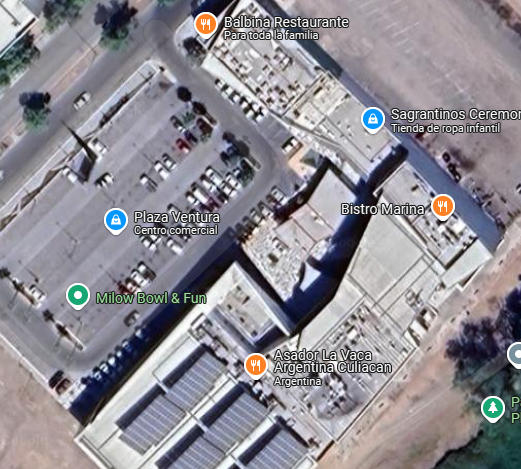 Balbina Restaurante
Para toda la familia
Sagrantinos Ceremon
Tienda de ropa infantil
Bistro Marina
Plaza Ventura
Centro comercial
Milow Bowl & Fun
Asador La Vaca
Argentina Culiacan
Argentina
P
P